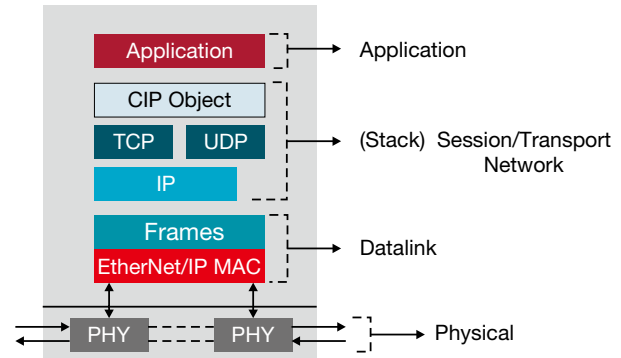 Application
Application
CIP Object
TCP
UDP
(Stack) Session/Transport
Network
IP
Frames
Datalink
EtherNet/IP MAC
PHY
PHY
Physical